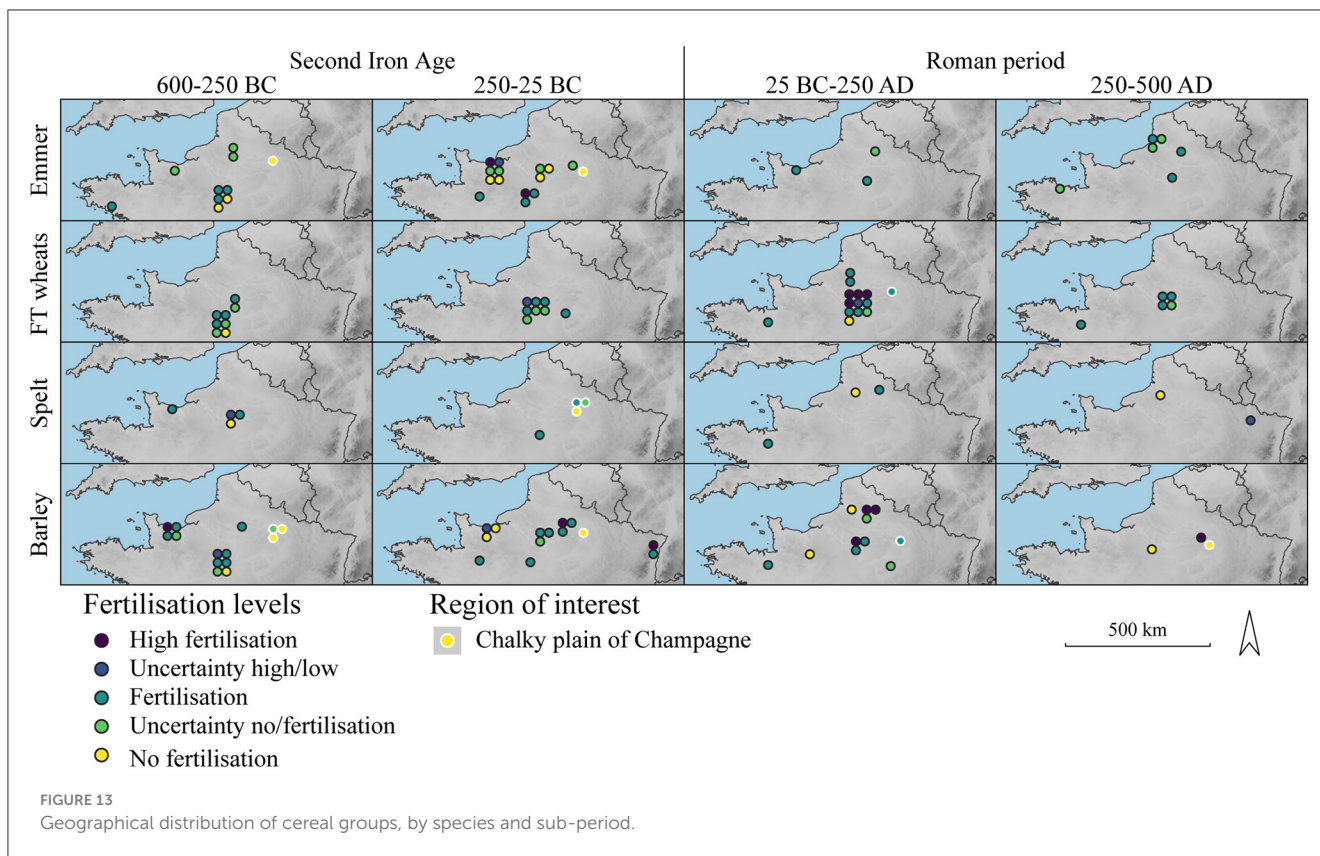 Second Iron Age
Roman period
600-250 BC
250-25 BC
25 BC-250 AD
250-500 AD
Emmer
FT wheats
Spelt
Barley
Fertilisation levels
High fertilisation
Uncertainty high/low
Fertilisation
Uncertainty no/fertilisation
No fertilisation
Region of interest
Chalky plain of Champagne
500 km
FIGURE 13
Geographical distribution of cereal groups, by species and sub-period.